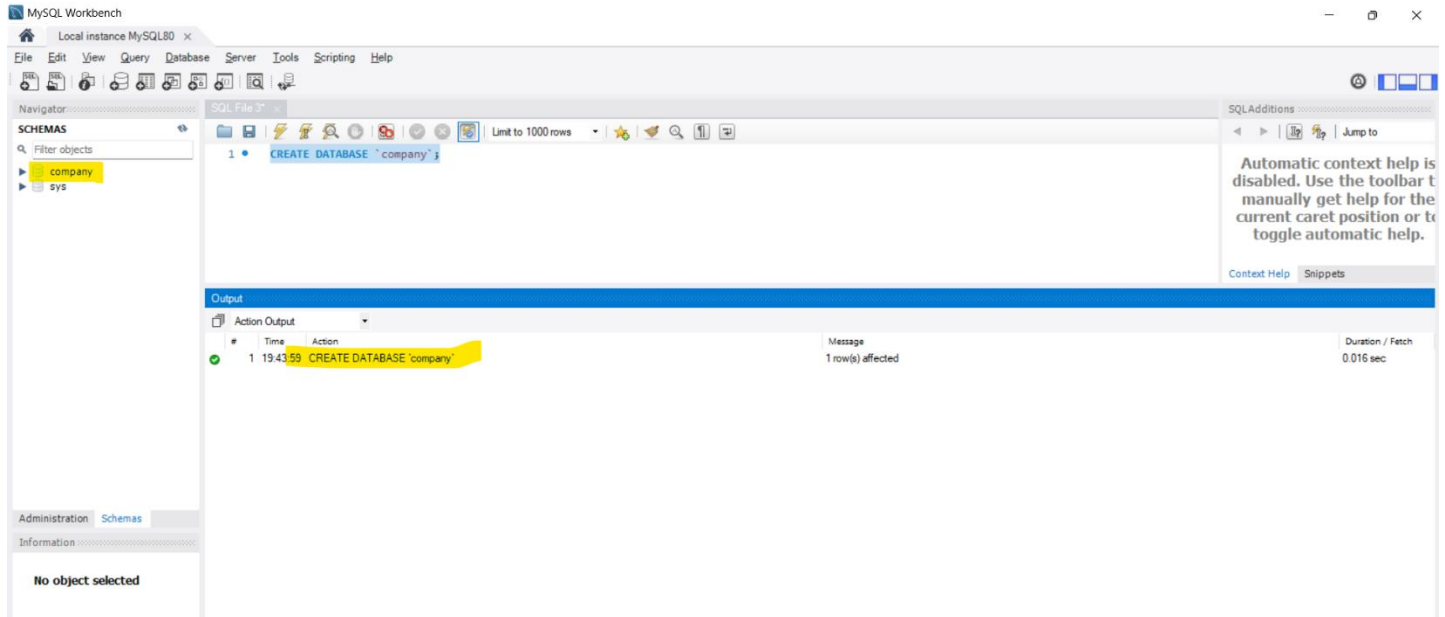 MySQL Workbench
Local instance MySQL80
File Edit View Query Database Server Tools Scripting Help
Navigator
SCHEMAS
Filter objects
company
sys
SQL File 3*
Limit to 1000 rows
1 CREATE DATABASE `company`;
SQLAdditions
Jump to
Automatic context help is
disabled. Use the toolbar t
manually get help for the
current caret position or to
toggle automatic help.
Context Help Snippets
Output
Action Output
# Time Action Message Duration / Fetch
1 19:43:59 CREATE DATABASE `company` 1 row(s) affected 0.016 sec
Administration Schemas
Information
No object selected